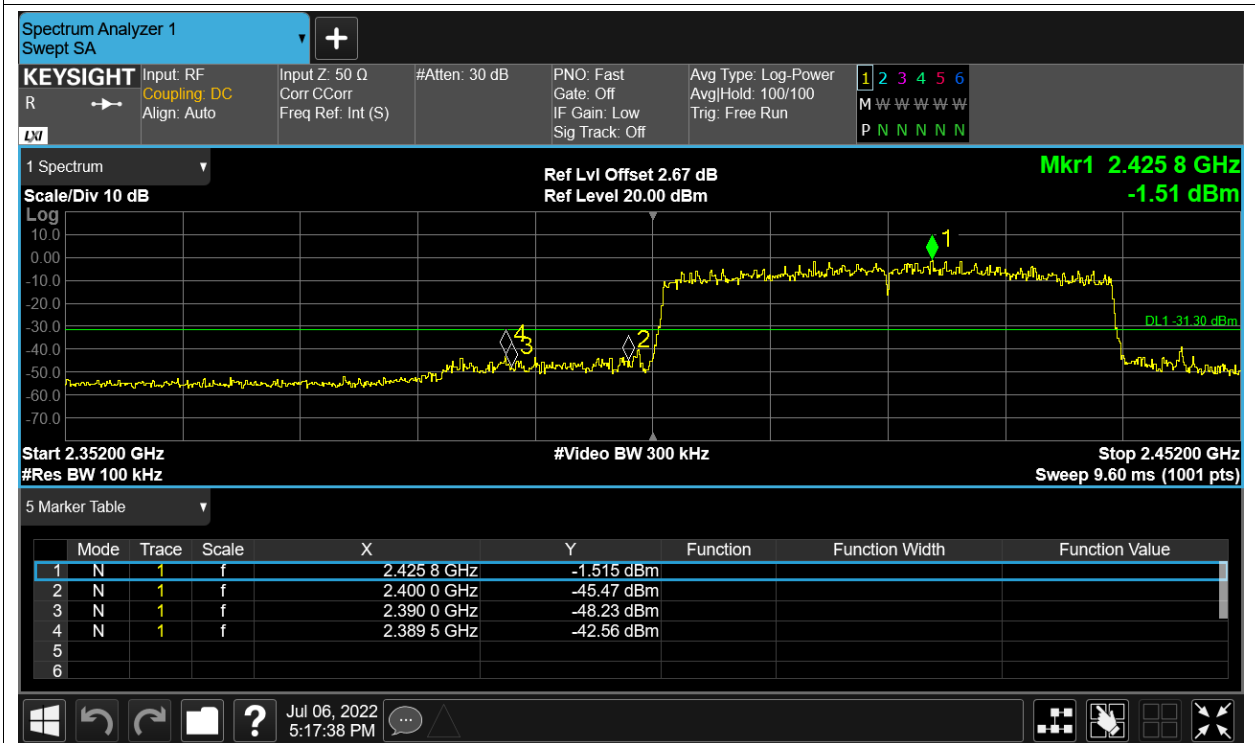 Spectrum Analyzer 1
Swept SA
KEYSIGHT Input: RF Input Z: 50 Ω #Atten: 30 dB PNO: Fast Avg Type: Log-Power 1 2 3 4 5 6
R Coupling: DC Corr CCorr Gate: Off Avg|Hold: 100/100 M W W W W W W
Align: Auto Freq Ref: Int (S) IF Gain: Low Trig: Free Run
LXI Sig Track: Off P N N N N N N
1 Spectrum Ref Lvl Offset 2.67 dB Mkr1 2.425 8 GHz
Scale/Div 10 dB Ref Level 20.00 dBm -1.51 dBm
Log
10.0
1
0.00
-10.0
-20.0
-30.0 DL1 -31.30 dBm
4
3
2
-40.0
-50.0
-60.0
-70.0
Start 2.35200 GHz #Video BW 300 kHz Stop 2.45200 GHz
#Res BW 100 kHz Sweep 9.60 ms (1001 pts)
5 Marker Table
Mode Trace Scale X Y Function Function Width Function Value
1 N 1 f 2.425 8 GHz -1.515 dBm
2 N 1 f 2.400 0 GHz -45.47 dBm
3 N 1 f 2.390 0 GHz -48.23 dBm
4 N 1 f 2.389 5 GHz -42.56 dBm
5
6
? Jul 06, 2022
5:17:38 PM